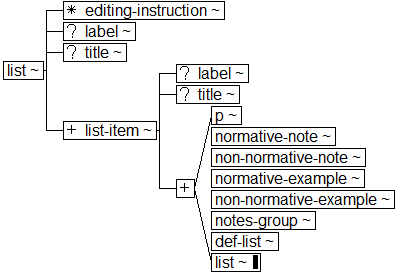 * editing-instruction ~
? label ~
? title ~
list ~
+ list-item ~
? label ~
? title ~
+
p ~
normative-note ~
non-normative-note ~
normative-example ~
non-normative-example ~
notes-group ~
def-list ~
list ~